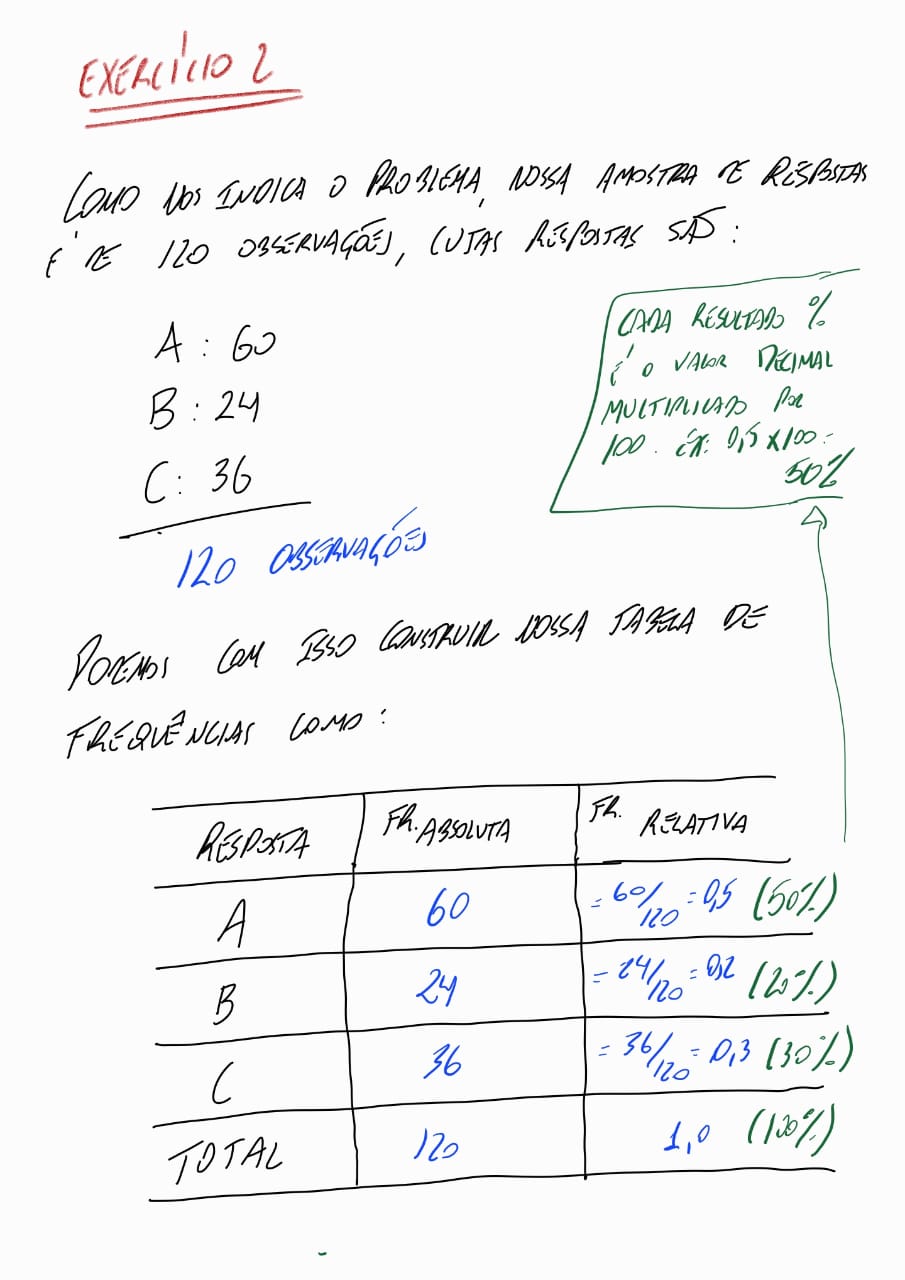 EXERCÍCIO 2
COMO NOS INDICA O PROBLEMA, NOSSA AMOSTRA DE RESPOSTAS
É DE 120 OBSERVAÇÕES, CUJAS RESPOSTAS SÃO:
A : 60
B : 24
C : 36
120 OBSERVAÇÕES
CADA RESULTADO %
É O VALOR DECIMAL
MULTIPLICADO POR
100. EX: 0,5 X 100 =
50%
PODEMOS COM ISSO CONSTRUIR NOSSA TABELA DE
FREQUÊNCIAS COMO:
RESPOSTA FR. ABSOLUTA FR. RELATIVA
A 60 = 60/120 = 0,5 (50%)
B 24 = 24/120 = 0,2 (20%)
C 36 = 36/120 = 0,3 (30%)
TOTAL 120 1,0 (100%)